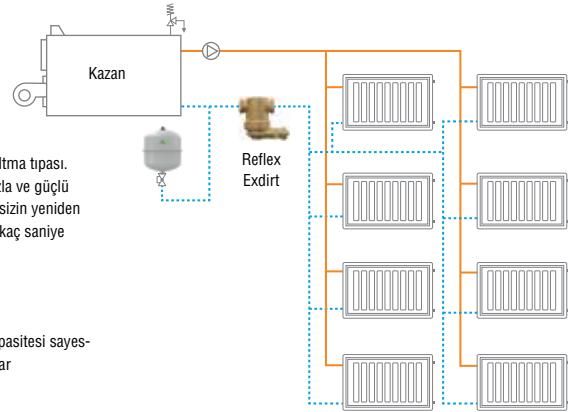 Kazan
Reflex
Exdirt
ltma tıpası.
zla ve güçlü
sizin yeniden
kaç saniye
pasitesi sayes-
ar